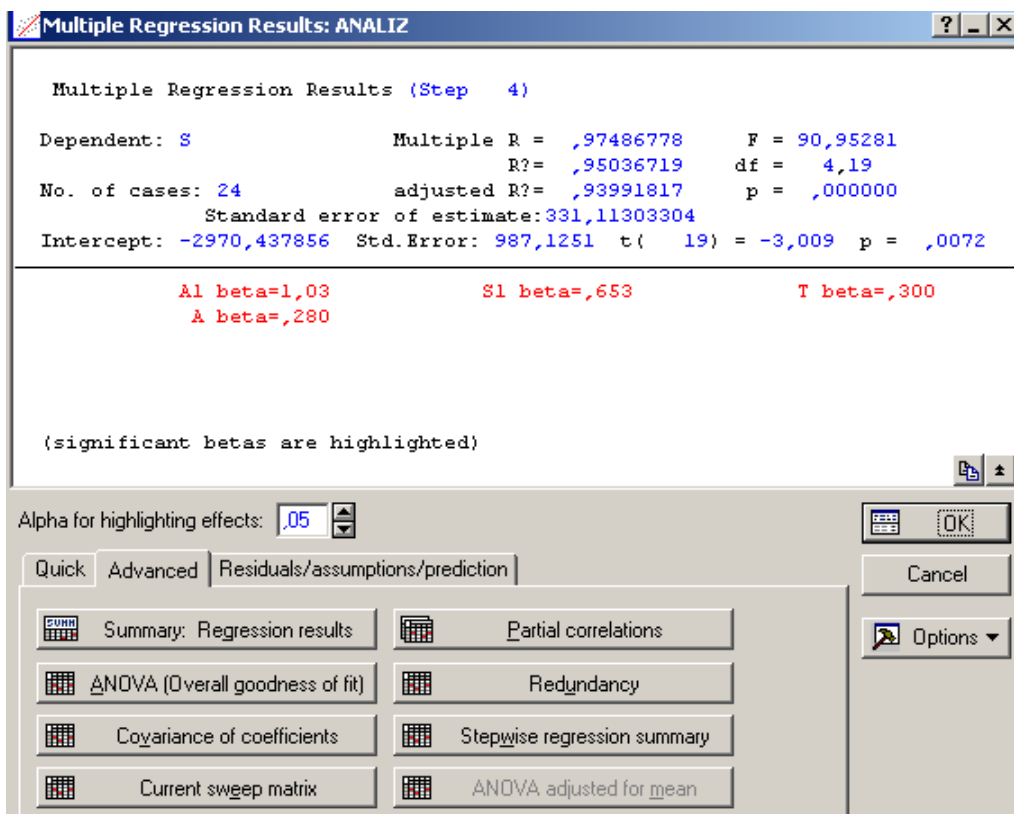 Multiple Regression Results: ANALIZ
Multiple Regression Results (Step 4)
Dependent: S Multiple R = ,97486778 F = 90,95281
R?= ,95036719 df = 4,19
No. of cases: 24 adjusted R?= ,93991817 p = ,000000
Standard error of estimate:331,11303304
Intercept: -2970,437856 Std.Error: 987,1251 t( 19) = -3,009 p = ,0072
A1 beta=1,03 S1 beta=,653 T beta=,300
A beta=,280
(significant betas are highlighted)
Alpha for highlighting effects: ,05
OK
Quick Advanced Residuals/assumptions/prediction
Cancel
Summary: Regression results Partial correlations
Options
ANOVA (Overall goodness of fit) Redundancy
Covariance of coefficients Stepwise regression summary
Current sweep matrix ANOVA adjusted for mean